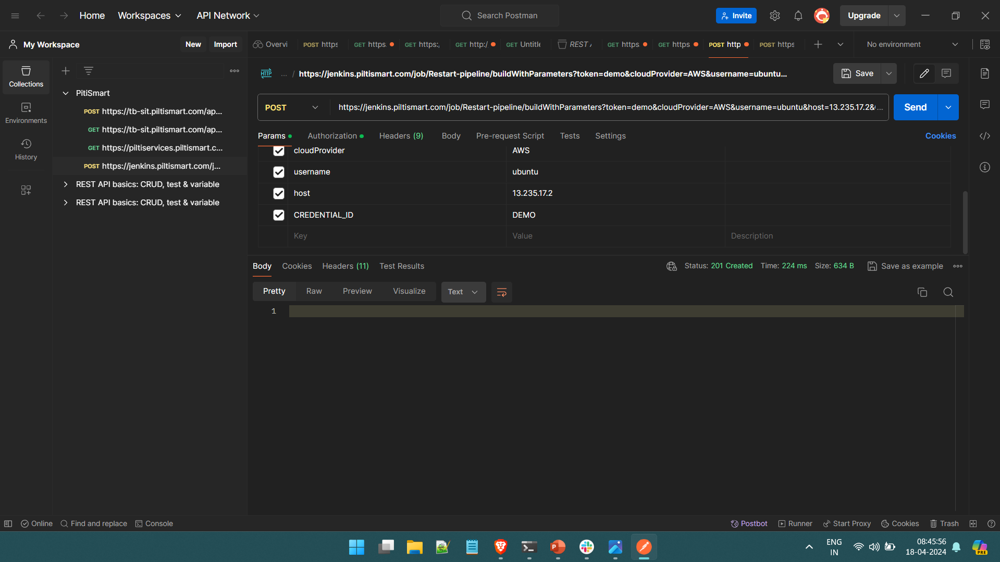 Home
Workspaces
API Network
Search Postman
Invite
Upgrade
My Workspace
New
Import
Overvi
POST https
GET https.
GET https:/
GET http:/
GET Untitle
REST A
GET https.
GET https
POST http
POST https
No environment
Collections
Environments
History
PitiSmart
POST https://tb-sit.piltismart.com/ap...
GET https://tb-sit.piltismart.com/ap...
GET https://piltiservices.piltismart.c...
POST https://jenkins.piltismart.com/j...
REST API basics: CRUD, test & variable
REST API basics: CRUD, test & variable
HTTP ... / https://jenkins.piltismart.com/job/Restart-pipeline/buildWithParameters?token=demo&cloudProvider=AWS&username=ubuntu...
Save
POST
https://jenkins.piltismart.com/job/Restart-pipeline/buildWithParameters?token=demo&cloudProvider=AWS&username=ubuntu&host=13.235.17.2&...
Send
Params
Authorization
Headers (9)
Body
Pre-request Script
Tests
Settings
Cookies
cloudProvider AWS
username ubuntu
host 13.235.17.2
CREDENTIAL_ID DEMO
Key Value Description
Body
Cookies
Headers (11)
Test Results
Status: 201 Created Time: 224 ms Size: 634 B
Save as example
Pretty
Raw
Preview
Visualize
Text
1
Online
Find and replace
Console
Postbot
Runner
Start Proxy
Cookies
Trash
ENG
IN
08:45:56
18-04-2024
PRE